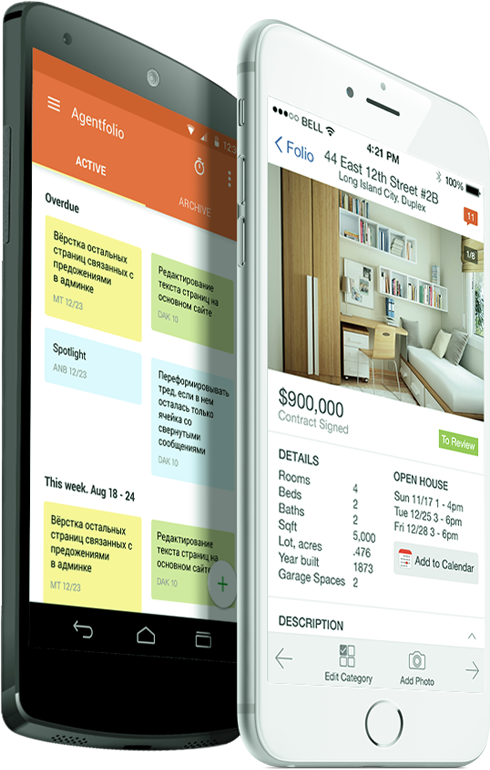 Agentfolio
12:3
ACTIVE
ARCHIVE
Overdue
Вёрстка остальных
страниц связанных с
предожениями
в админке
MT 12/23
Редактирование
текста страниц на
основном сайте
DAK 10
Spotlight
ANB 12/23
Переформировывать
тред, если в нем
осталась только
ячейка со
свернутыми
сообщениями
DAK 10
This week. Aug 18 - 24
Вёрстка остальных
страниц связанных с
предожениями
в админке
MT 12/23
Редактирование
текста страниц на
основном сайте
DAK 10
+
BELL
4:21 PM
100%
Folio
44 East 12th Street #2B
Long Island City, Duplex
11
1/8
$900,000
Contract Signed
To Review
DETAILS
Rooms 4
Beds 2
Baths 2
Sqft 5,000
Lot, acres .476
Year built 1873
Garage Spaces 2
OPEN HOUSE
Sun 11/17 1 - 4pm
Tue 12/25 3 - 6pm
Fri 12/28 3 - 6pm
Add to Calendar
DESCRIPTION
Edit Category
Add Photo